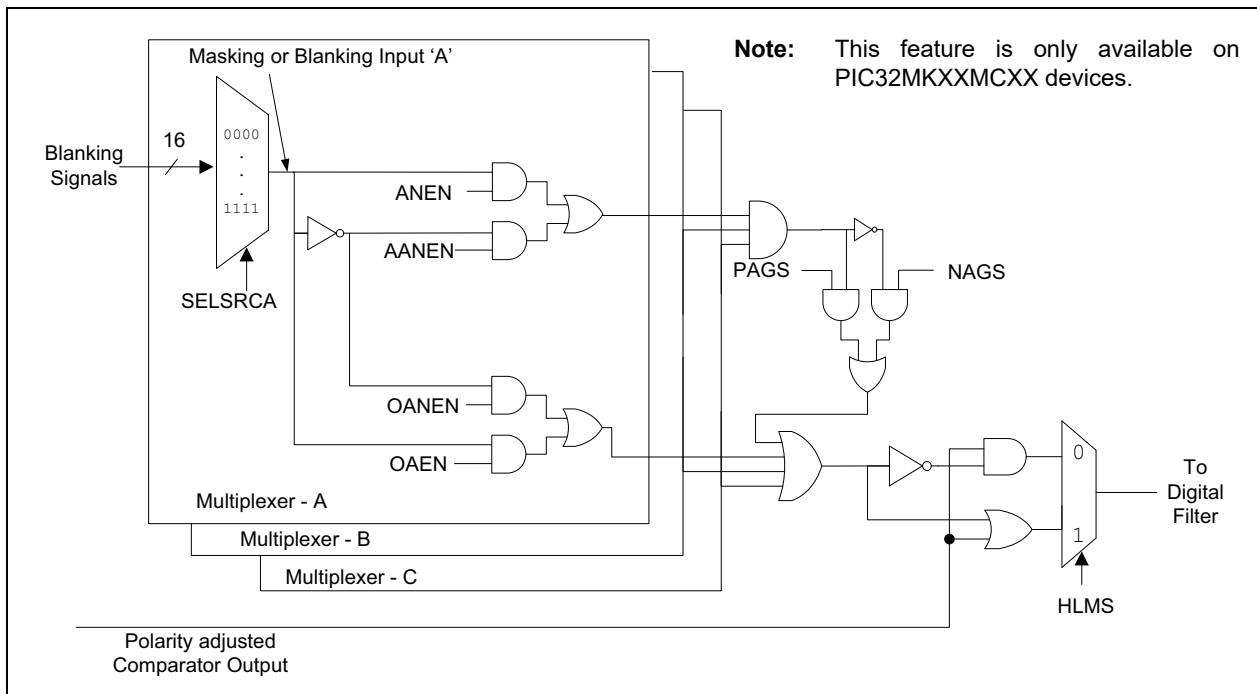 Masking or Blanking Input ‘A’
Note: This feature is only available on
PIC32MKXXMCXX devices.
16
Blanking
Signals
0000
.
.
.
1111
SELSRCA
ANEN
AANEN
OANEN
OAEN
PAGS
NAGS
Multiplexer - A
Multiplexer - B
Multiplexer - C
0
1
HLMS
To
Digital
Filter
Polarity adjusted
Comparator Output